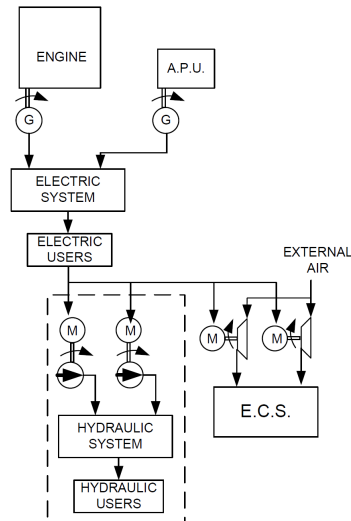 ENGINE
A.P.U.
G
G
ELECTRIC
SYSTEM
ELECTRIC
USERS
EXTERNAL
AIR
M
M
M
M
E.C.S.
HYDRAULIC
SYSTEM
HYDRAULIC
USERS